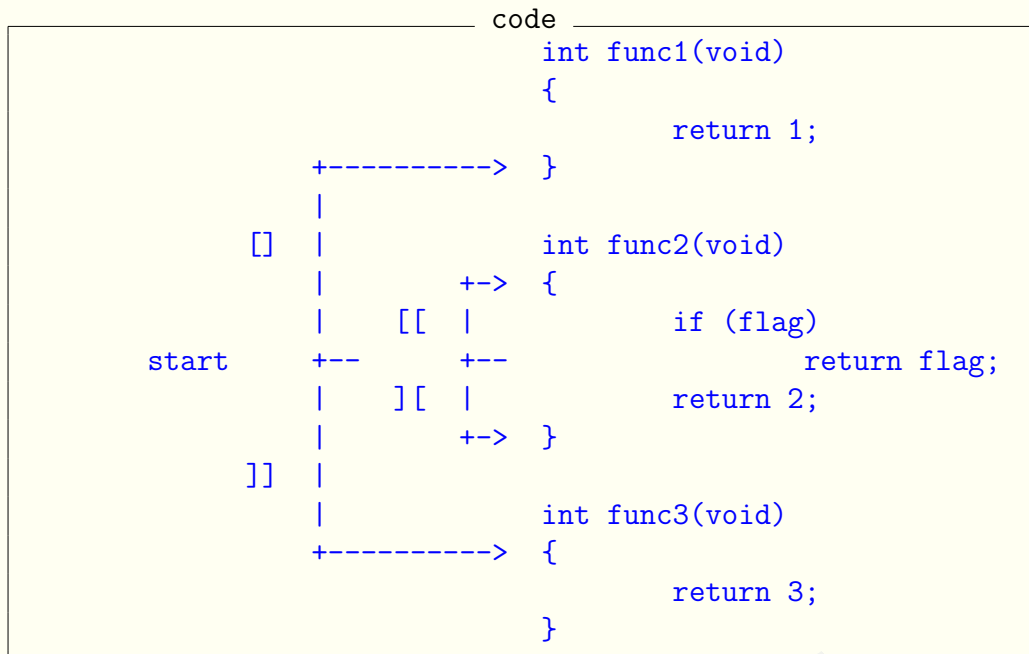 code
                                int func1(void)
                                {
                                        return 1;
                  +---------->  }
                  |
             []   |             int func2(void)
                  |        +->  {
                  |    [[  |            if (flag)
       start      +--      +--                  return flag;
                  |    ][  |            return 2;
                  |        +->  }
             ]]   |
                  |             int func3(void)
                  +---------->  {
                                        return 3;
                                }